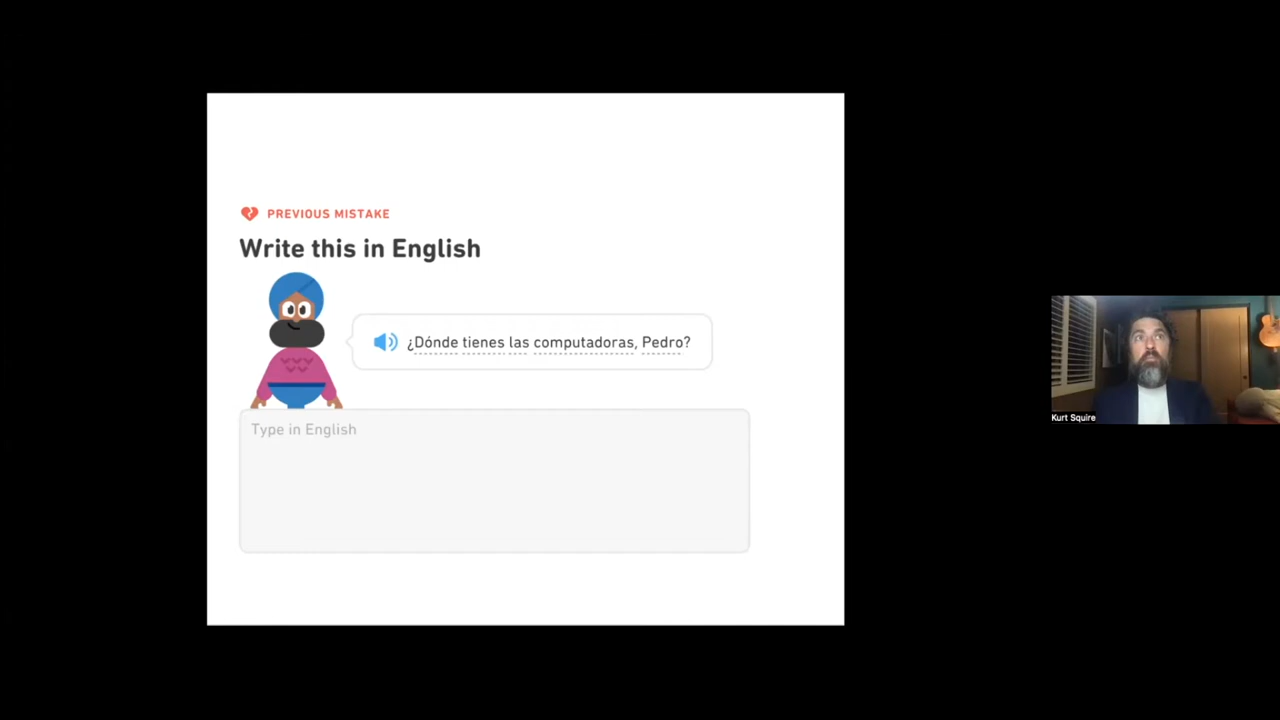 PREVIOUS MISTAKE
Write this in English
¿Dónde tienes las computadoras, Pedro?
Type in English
Kurt Squire